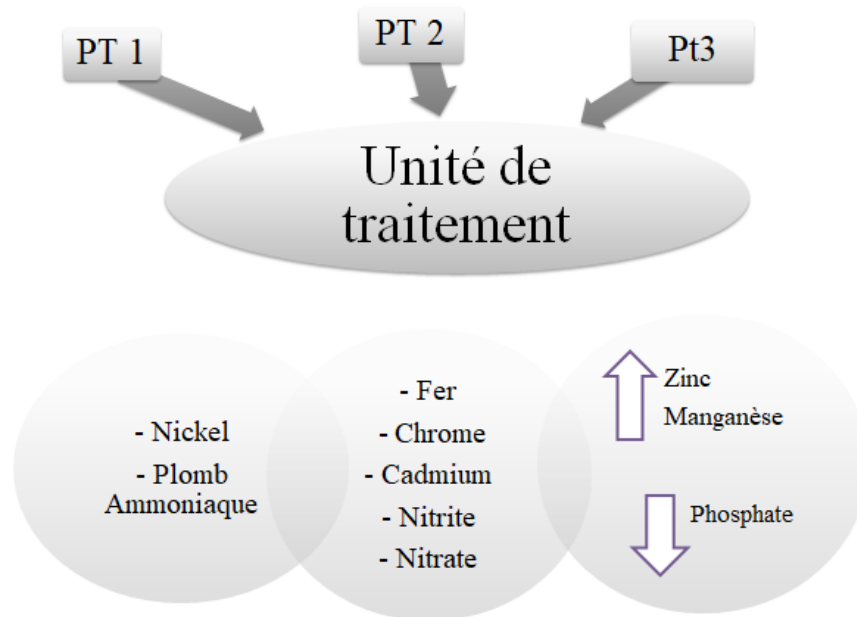 PT 1
PT 2
Pt3
Unité de
traitement
- Nickel
- Plomb
Ammoniaque
- Fer
- Chrome
- Cadmium
- Nitrite
- Nitrate
Zinc
Manganèse
Phosphate